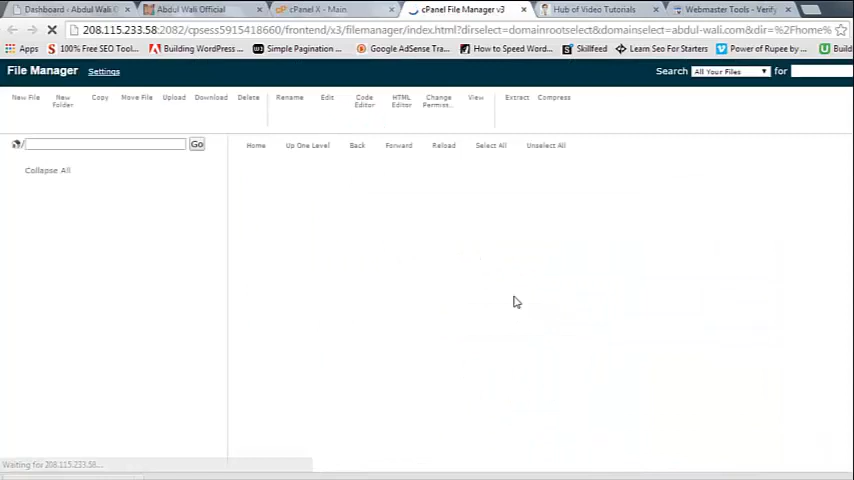 Dashboard ‹ Abdul Wali O
Abdul Wali Official
cPanel X - Main
cPanel File Manager v3
Hub of Video Tutorials
Webmaster Tools - Verify
208.115.233.58:2082/cpsess5915418660/frontend/x3/filemanager/index.html?dirselect=domainrootselect&domainselect=abdul-wali.com&dir=%2Fhome%
Apps
100% Free SEO Tool...
Building WordPress...
Simple Pagination ...
Google AdSense Tra...
How to Speed Word...
Skillfeed
Learn Seo For Starters
Power of Rupee by ...
Build
File Manager
Settings
Search
All Your Files
for
New File
New Folder
Copy
Move File
Upload
Download
Delete
Rename
Edit
Code Editor
HTML Editor
Change Permiss...
View
Extract
Compress
/
Go
Home
Up One Level
Back
Forward
Reload
Select All
Unselect All
Collapse All
Waiting for 208.115.233.58...